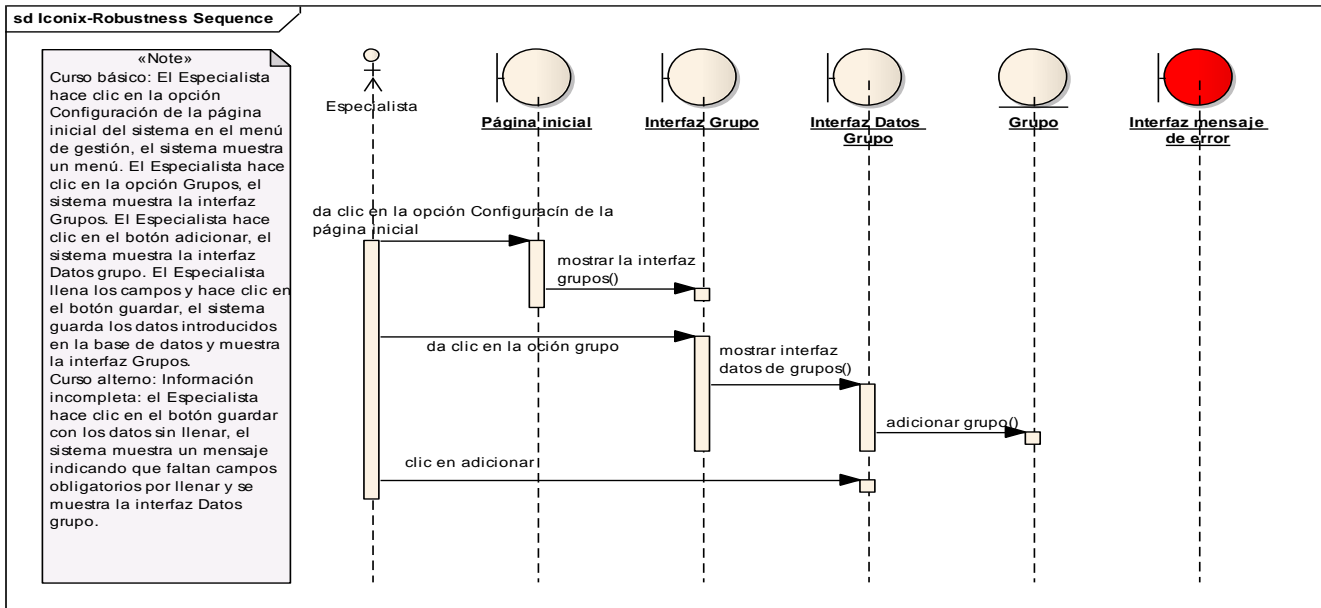 sd Iconix-Robustness Sequence
«Note»
Curso básico: El Especialista
hace clic en la opción
Configuración de la página
inicial del sistema en el menú
de gestión, el sistema muestra
un menú. El Especialista hace
clic en la opción Grupos, el
sistema muestra la interfaz
Grupos. El Especialista hace
clic en el botón adicionar, el
sistema muestra la interfaz
Datos grupo. El Especialista
llena los campos y hace clic en
el botón guardar, el sistema
guarda los datos introducidos
en la base de datos y muestra
la interfaz Grupos.
Curso alterno: Información
incompleta: el Especialista
hace clic en el botón guardar
con los datos sin llenar, el
sistema muestra un mensaje
indicando que faltan campos
obligatorios por llenar y se
muestra la interfaz Datos
grupo.
Especialista
Página inicial
Interfaz Grupo
Interfaz Datos
Grupo
Grupo
Interfaz mensaje
de error
da clic en la opción Configuracín de la
página inicial
mostrar la interfaz
grupos()
da clic en la oción grupo
mostrar interfaz
datos de grupos()
adicionar grupo()
clic en adicionar